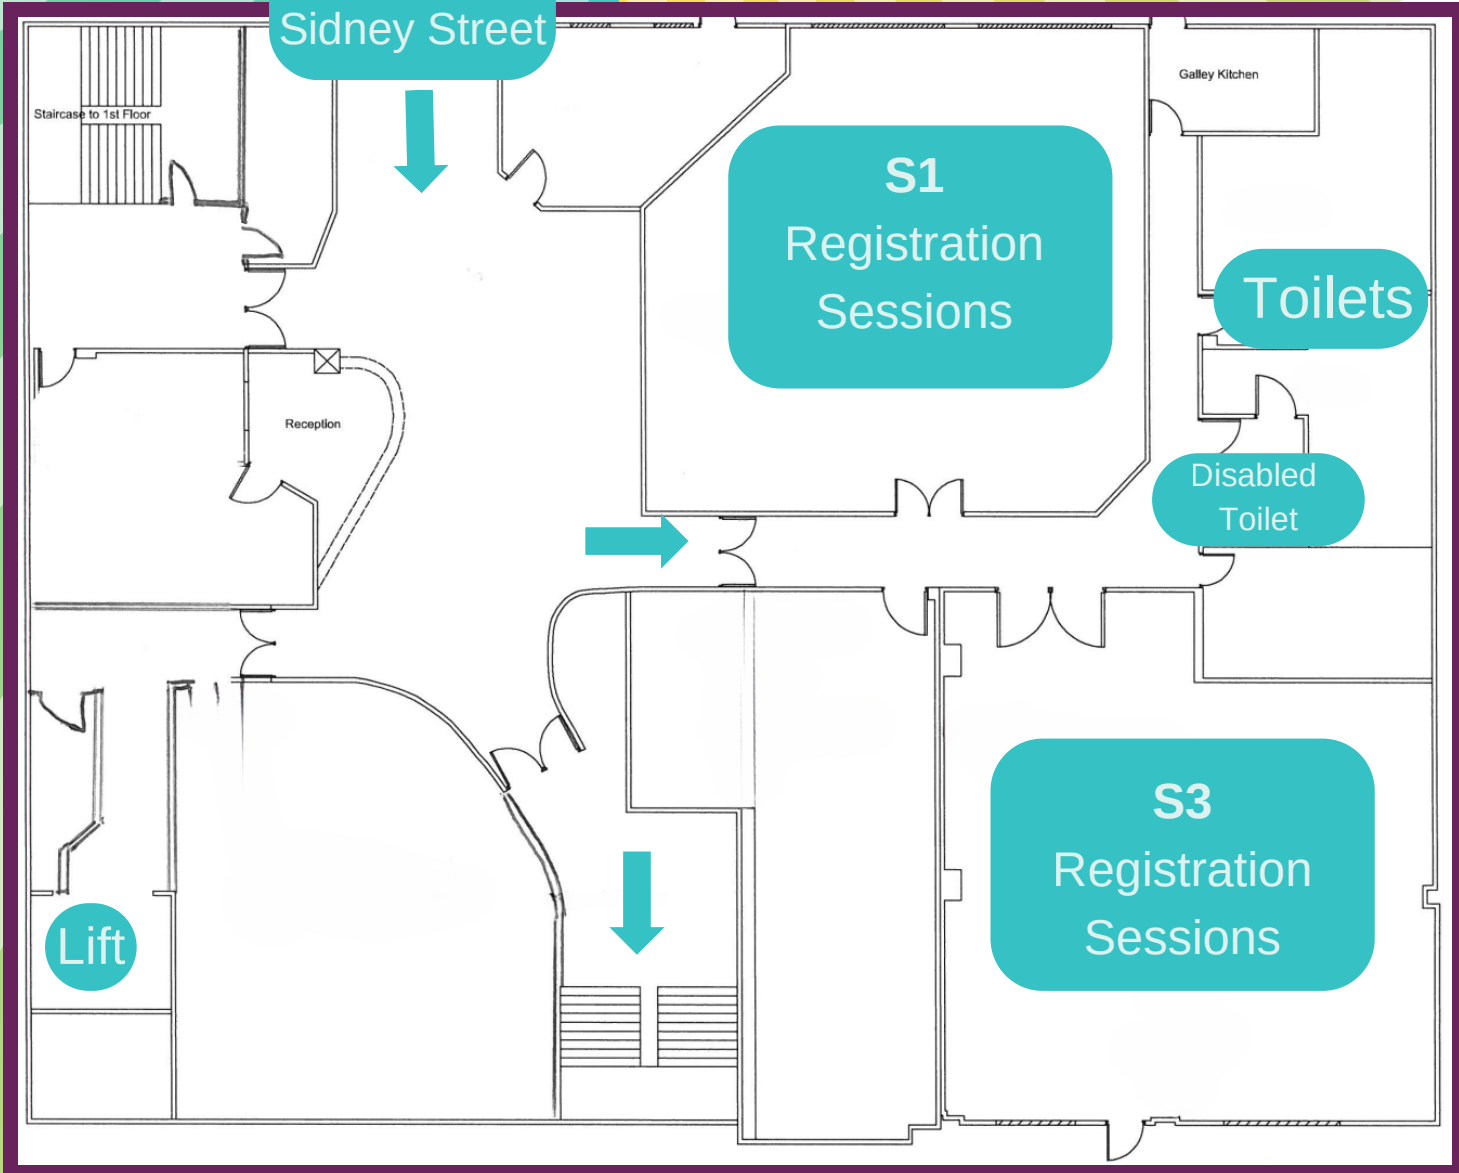 Sidney Street
Staircase to 1st Floor
Galley Kitchen
S1
Registration
Sessions
Toilets
Reception
Disabled
Toilet
S3
Registration
Sessions
Lift